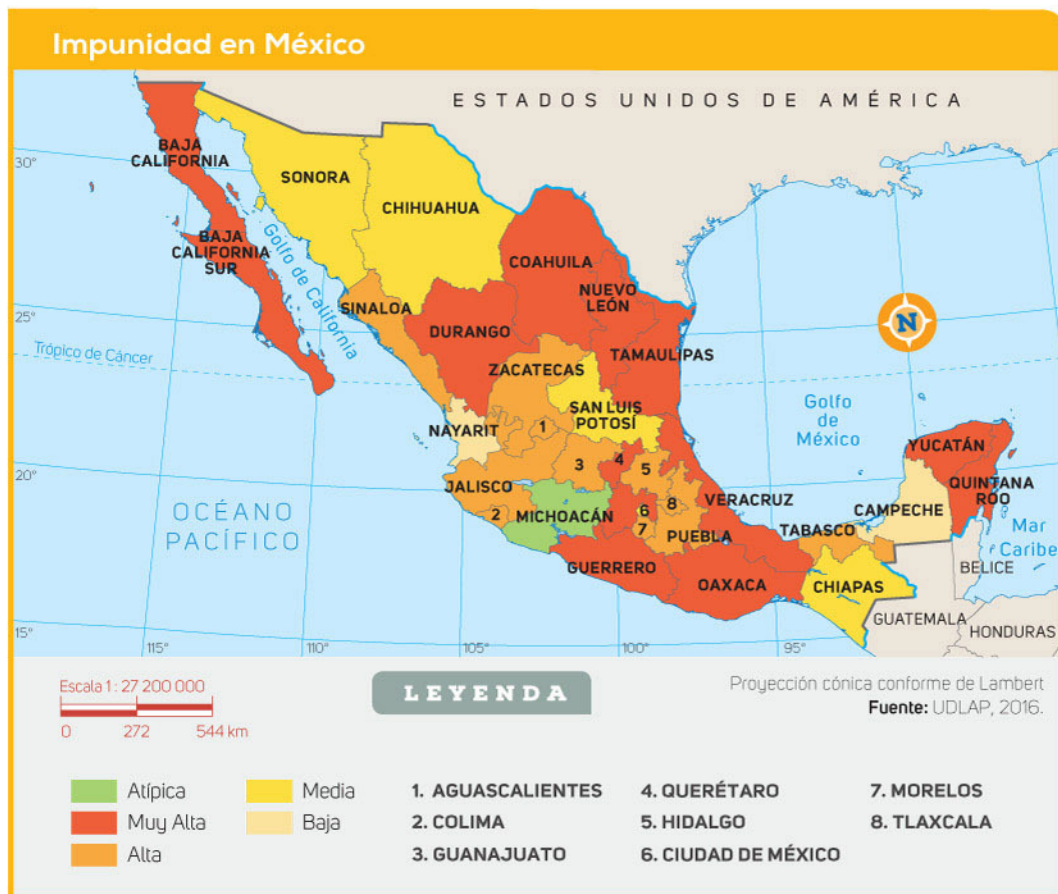 Impunidad en México
ESTADOS UNIDOS DE AMÉRICA
30°
BAJA
CALIFORNIA
SONORA
CHIHUAHUA
BAJA
CALIFORNIA
SUR
Golfo de California
COAHUILA
NUEVO
LEÓN
25°
SINALOA
DURANGO
TAMAULIPAS
N
Trópico de Cáncer
ZACATECAS
SAN LUIS
POTOSÍ
Golfo
de
México
NAYARIT
1
3
4
5
YUCATÁN
20°
JALISCO
2
MICHOACÁN
6
7
8
VERACRUZ
PUEBLA
CAMPECHE
QUINTANA
ROO
OCÉANO
PACÍFICO
TABASCO
Mar
Caribe
GUERRERO
OAXACA
CHIAPAS
BELICE
GUATEMALA
HONDURAS
15°
115°
110°
105°
100°
95°
Escala 1 : 27 200 000
0 272 544 km
LEYENDA
Proyección cónica conforme de Lambert
Fuente: UDLAP, 2016.
Atípica
Muy Alta
Alta
Media
Baja
1. AGUASCALIENTES
2. COLIMA
3. GUANAJUATO
4. QUERÉTARO
5. HIDALGO
6. CIUDAD DE MÉXICO
7. MORELOS
8. TLAXCALA